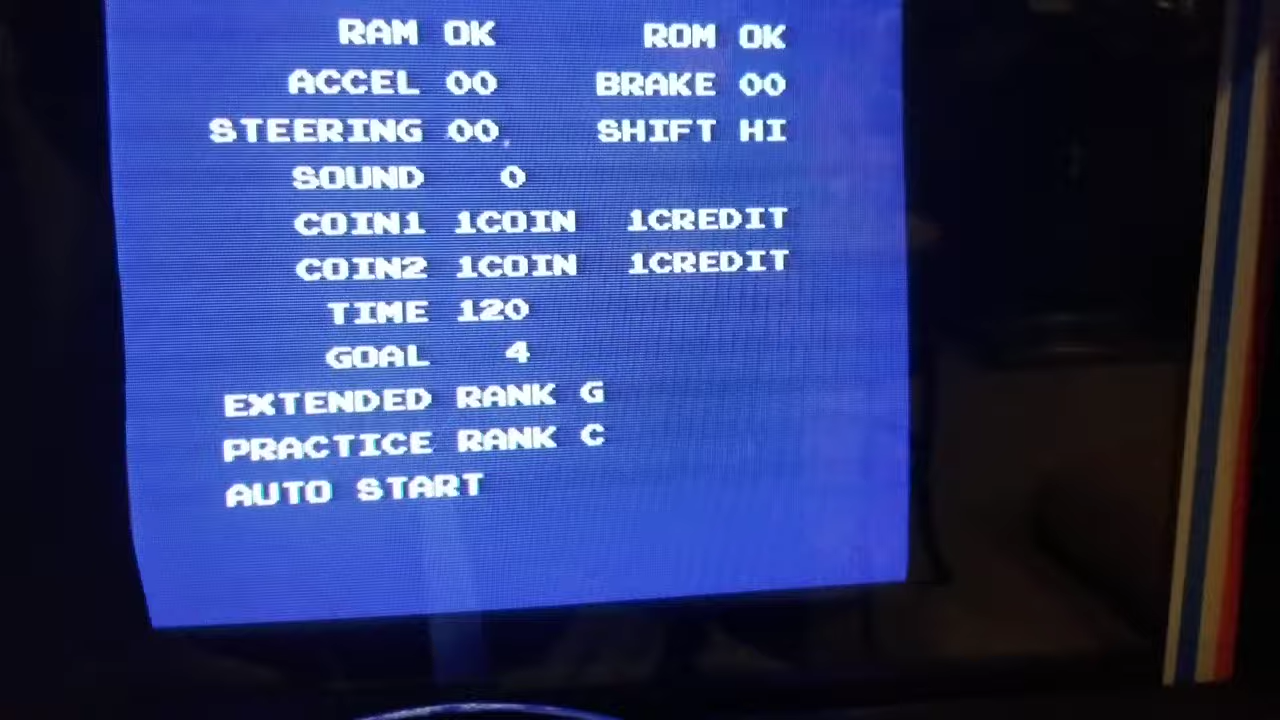 RAM OK ROM OK
ACCEL 00 BRAKE 00
STEERING 00 SHIFT HI
SOUND 0
COIN1 1COIN 1CREDIT
COIN2 1COIN 1CREDIT
TIME 120
GOAL 4
EXTENDED RANK G
PRACTICE RANK C
AUTO START